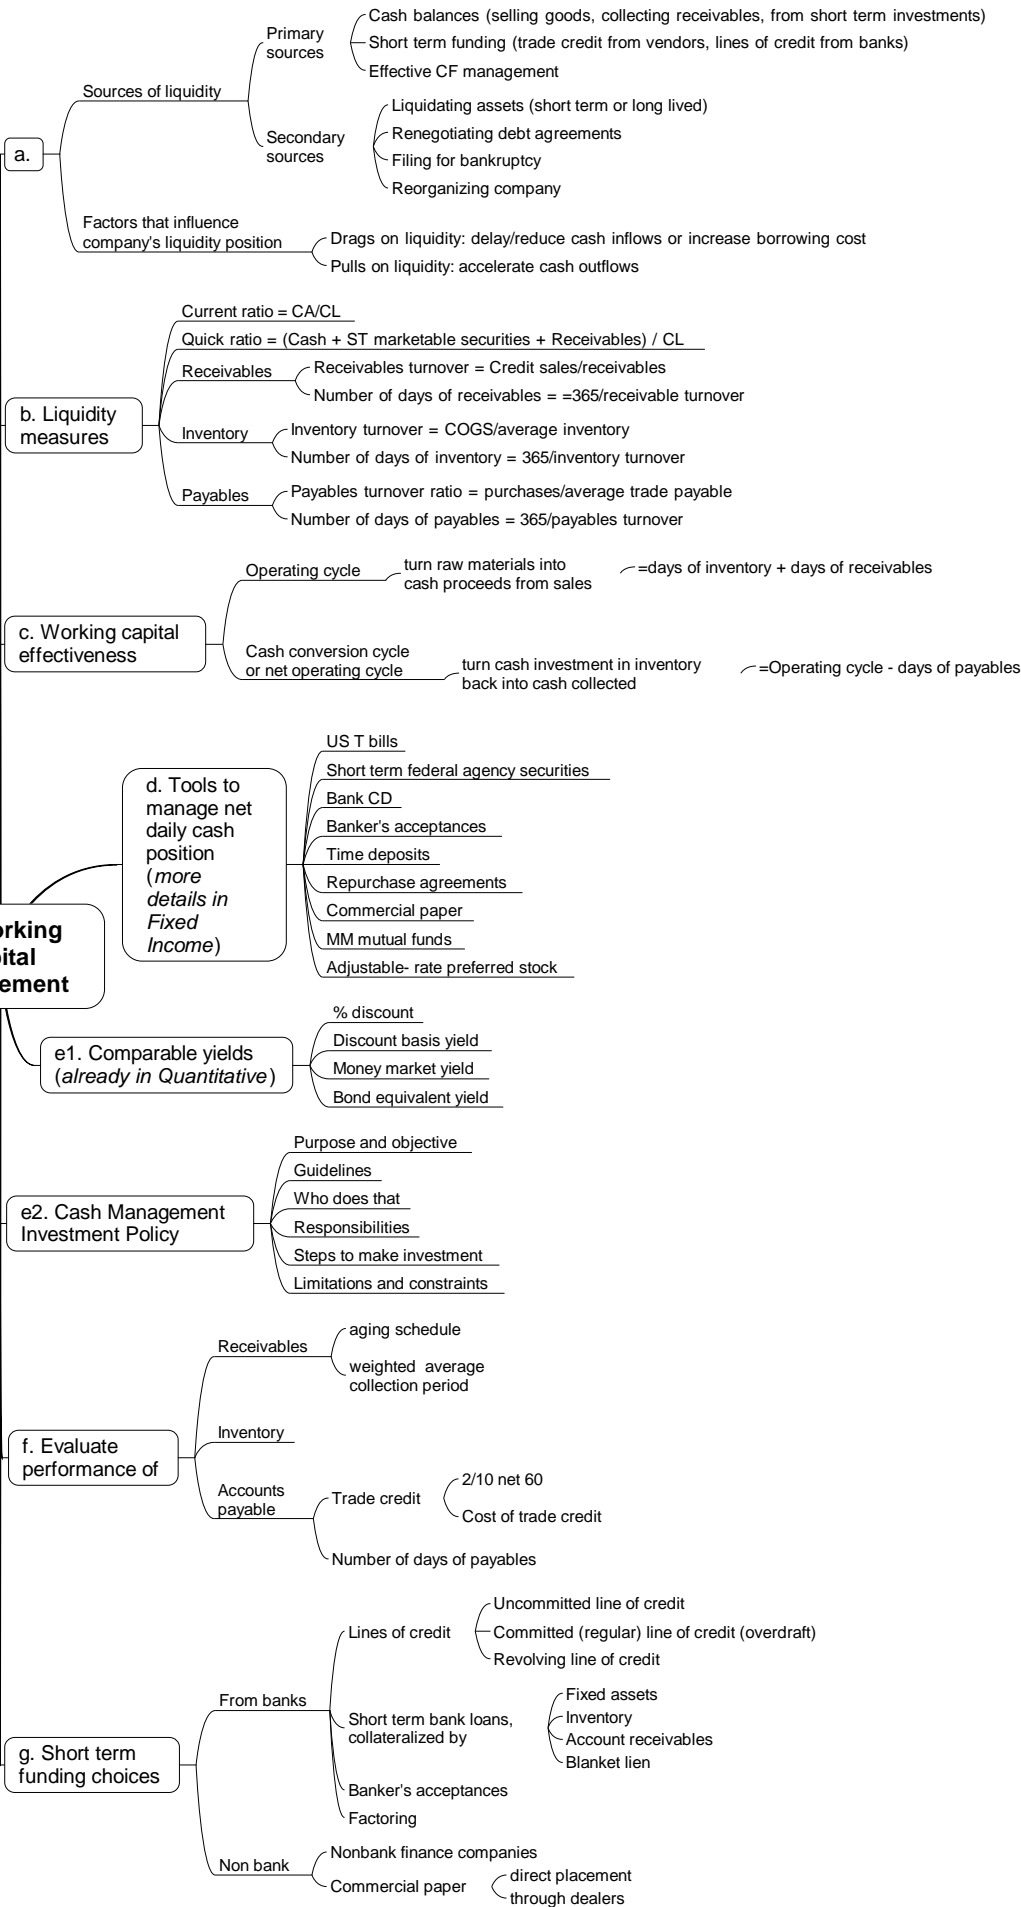 Cash balances (selling goods, collecting receivables, from short term investments)
Primary
sources
Short term funding (trade credit from vendors, lines of credit from banks)
Effective CF management
Sources of liquidity
Liquidating assets (short term or long lived)
Secondary
sources
Renegotiating debt agreements
Filing for bankruptcy
Reorganizing company
a.
Factors that influence
company's liquidity position
Drags on liquidity: delay/reduce cash inflows or increase borrowing cost
Pulls on liquidity: accelerate cash outflows
Current ratio = CA/CL
Quick ratio = (Cash + ST marketable securities + Receivables) / CL
Receivables
Receivables turnover = Credit sales/receivables
Number of days of receivables = =365/receivable turnover
b. Liquidity
measures
Inventory
Inventory turnover = COGS/average inventory
Number of days of inventory = 365/inventory turnover
Payables
Payables turnover ratio = purchases/average trade payable
Number of days of payables = 365/payables turnover
Operating cycle
turn raw materials into
cash proceeds from sales
=days of inventory + days of receivables
c. Working capital
effectiveness
Cash conversion cycle
or net operating cycle
turn cash investment in inventory
back into cash collected
=Operating cycle - days of payables
d. Tools to
manage net
daily cash
position
(more
details in
Fixed
Income)
US T bills
Short term federal agency securities
Bank CD
Banker's acceptances
Time deposits
Repurchase agreements
Commercial paper
MM mutual funds
Adjustable- rate preferred stock
orking
ital
ement
e1. Comparable yields
(already in Quantitative)
% discount
Discount basis yield
Money market yield
Bond equivalent yield
e2. Cash Management
Investment Policy
Purpose and objective
Guidelines
Who does that
Responsibilities
Steps to make investment
Limitations and constraints
f. Evaluate
performance of
Receivables
aging schedule
weighted average
collection period
Inventory
Accounts
payable
Trade credit
2/10 net 60
Cost of trade credit
Number of days of payables
g. Short term
funding choices
From banks
Lines of credit
Uncommitted line of credit
Committed (regular) line of credit (overdraft)
Revolving line of credit
Short term bank loans,
collateralized by
Fixed assets
Inventory
Account receivables
Blanket lien
Banker's acceptances
Factoring
Non bank
Nonbank finance companies
Commercial paper
direct placement
through dealers